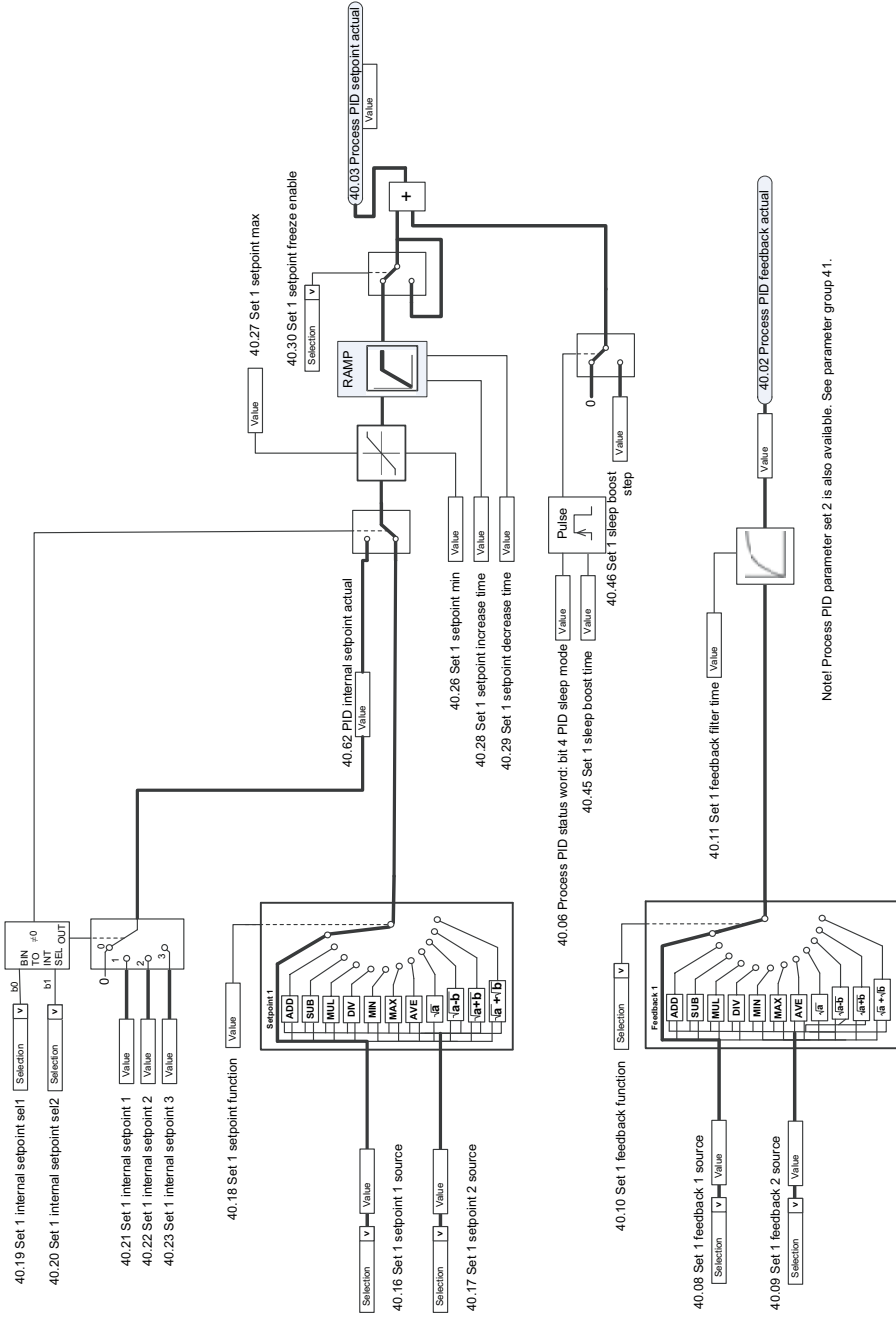 40.19 Set 1 internal setpoint sel1
Selection v
b0
40.20 Set 1 internal setpoint sel2
Selection v
b1
BIN
TO
INT
SEL
≠0
OUT
40.21 Set 1 internal setpoint 1
Value
40.22 Set 1 internal setpoint 2
Value
40.23 Set 1 internal setpoint 3
Value
0
0
1
2
3
40.62 PID internal setpoint actual
Value
40.18 Set 1 setpoint function
Value
Setpoint 1
ADD
SUB
MUL
DIV
MIN
MAX
AVE
√a
√a-b
√a+b
√a+√b
Selection v
Value
40.16 Set 1 setpoint 1 source
Selection v
Value
40.17 Set 1 setpoint 2 source
Value
40.27 Set 1 setpoint max
40.26 Set 1 setpoint min
Value
40.28 Set 1 setpoint increase time
Value
40.29 Set 1 setpoint decrease time
Value
RAMP
Selection v
40.30 Set 1 setpoint freeze enable
+
40.03 Process PID setpoint actual
Value
40.06 Process PID status word: bit 4 PID sleep mode
Value
40.45 Set 1 sleep boost time
Value
Pulse
0
Value
40.46 Set 1 sleep boost
step
40.10 Set 1 feedback function
Selection v
Feedback 1
ADD
SUB
MUL
DIV
MIN
MAX
AVE
√a
√a-b
√a+b
√a+√b
40.08 Set 1 feedback 1 source
Selection v
Value
40.09 Set 1 feedback 2 source
Selection v
Value
40.11 Set 1 feedback filter time
Value
Value
40.02 Process PID feedback actual
Note! Process PID parameter set 2 is also available. See parameter group 41.